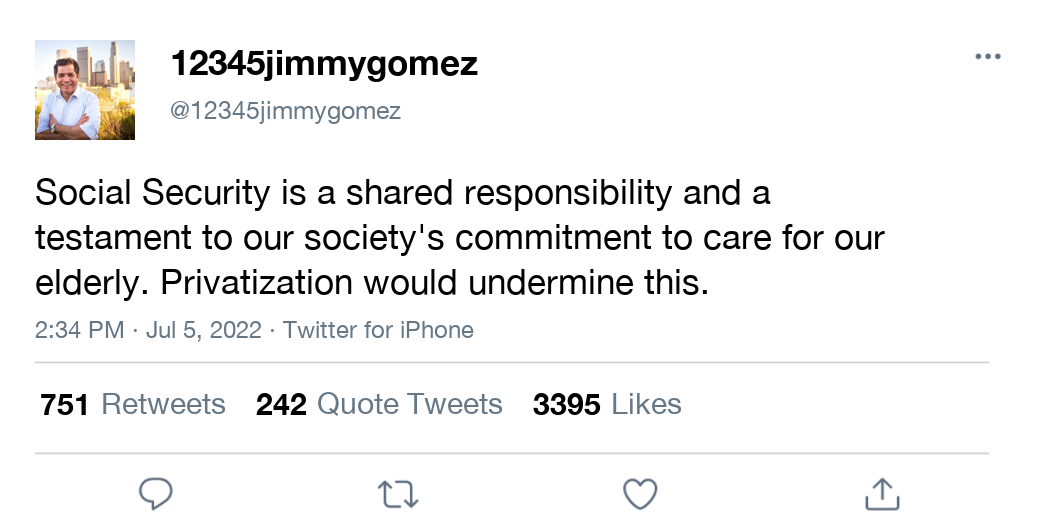 12345jimmygomez
@12345jimmygomez
Social Security is a shared responsibility and a
testament to our society's commitment to care for our
elderly. Privatization would undermine this.
2:34 PM · Jul 5, 2022 · Twitter for iPhone
751 Retweets 242 Quote Tweets 3395 Likes